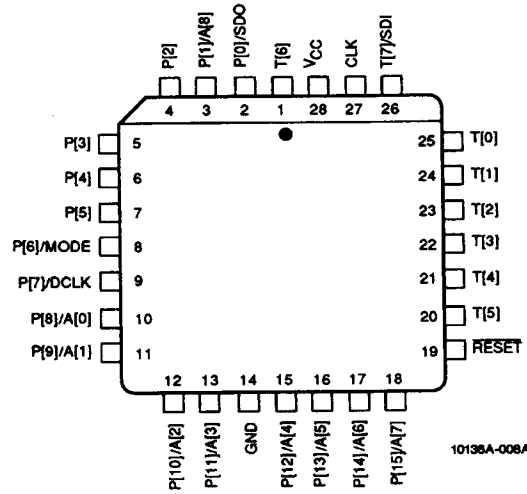 P[2]
P[1]/A[8]
P[0]/SDO
T[6]
VCC
CLK
T[7]/SDI
4 3 2 1 28 27 26
P[3] 5
P[4] 6
P[5] 7
P[6]/MODE 8
P[7]/DCLK 9
P[8]/A[0] 10
P[9]/A[1] 11
25 T[0]
24 T[1]
23 T[2]
22 T[3]
21 T[4]
20 T[5]
19 RESET
12 13 14 15 16 17 18
P[10]/A[2]
P[11]/A[3]
GND
P[12]/A[4]
P[13]/A[5]
P[14]/A[6]
P[15]/A[7]
10136A-008A